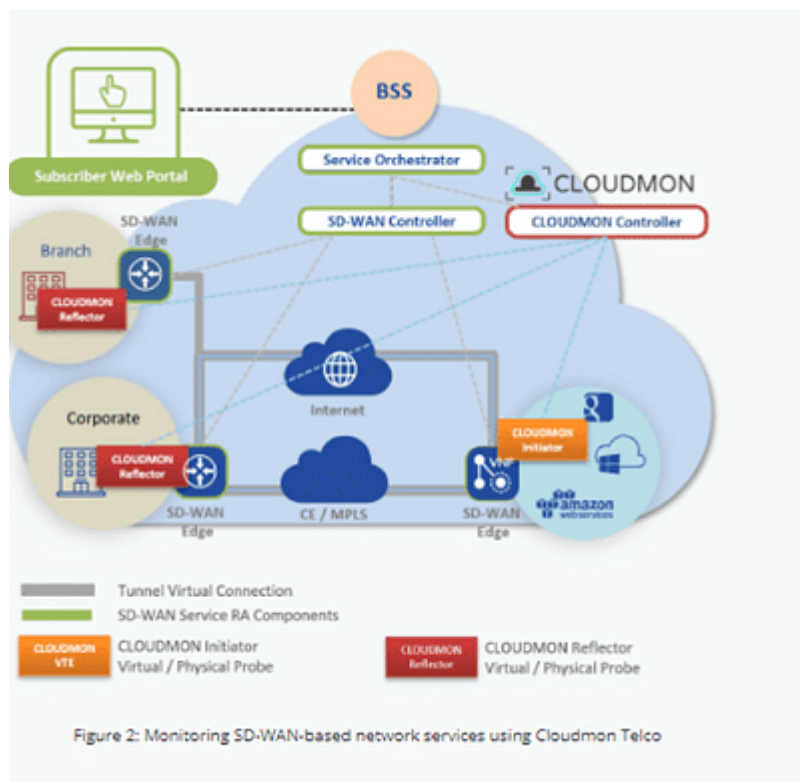 BSS
Subscriber Web Portal
Service Orchestrator
CLOUDMON
SD-WAN Controller
CLOUDMON Controller
SD-WAN
Edge
Branch
CLOUDMON
Reflector
Internet
Corporate
CLOUDMON
Reflector
CLOUDMON
Initiator
VNF
amazon
webservices
SD-WAN
Edge
CE / MPLS
SD-WAN
Edge
Tunnel Virtual Connection
SD-WAN Service RA Components
CLOUDMON
VTE
CLOUDMON Initiator
Virtual / Physical Probe
CLOUDMON
Reflector
CLOUDMON Reflector
Virtual / Physical Probe
Figure 2: Monitoring SD-WAN-based network services using Cloudmon Telco